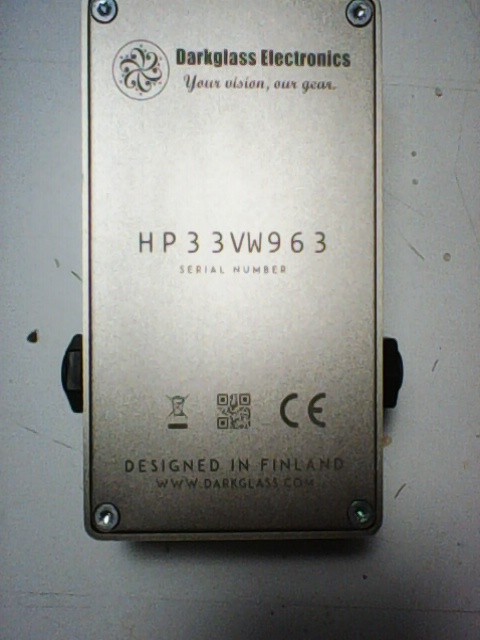 Darkglass Electronics
Your vision, our gear.
HP33VW963
SERIAL NUMBER
CE
DESIGNED IN FINLAND
WWW.DARKGLASS.COM